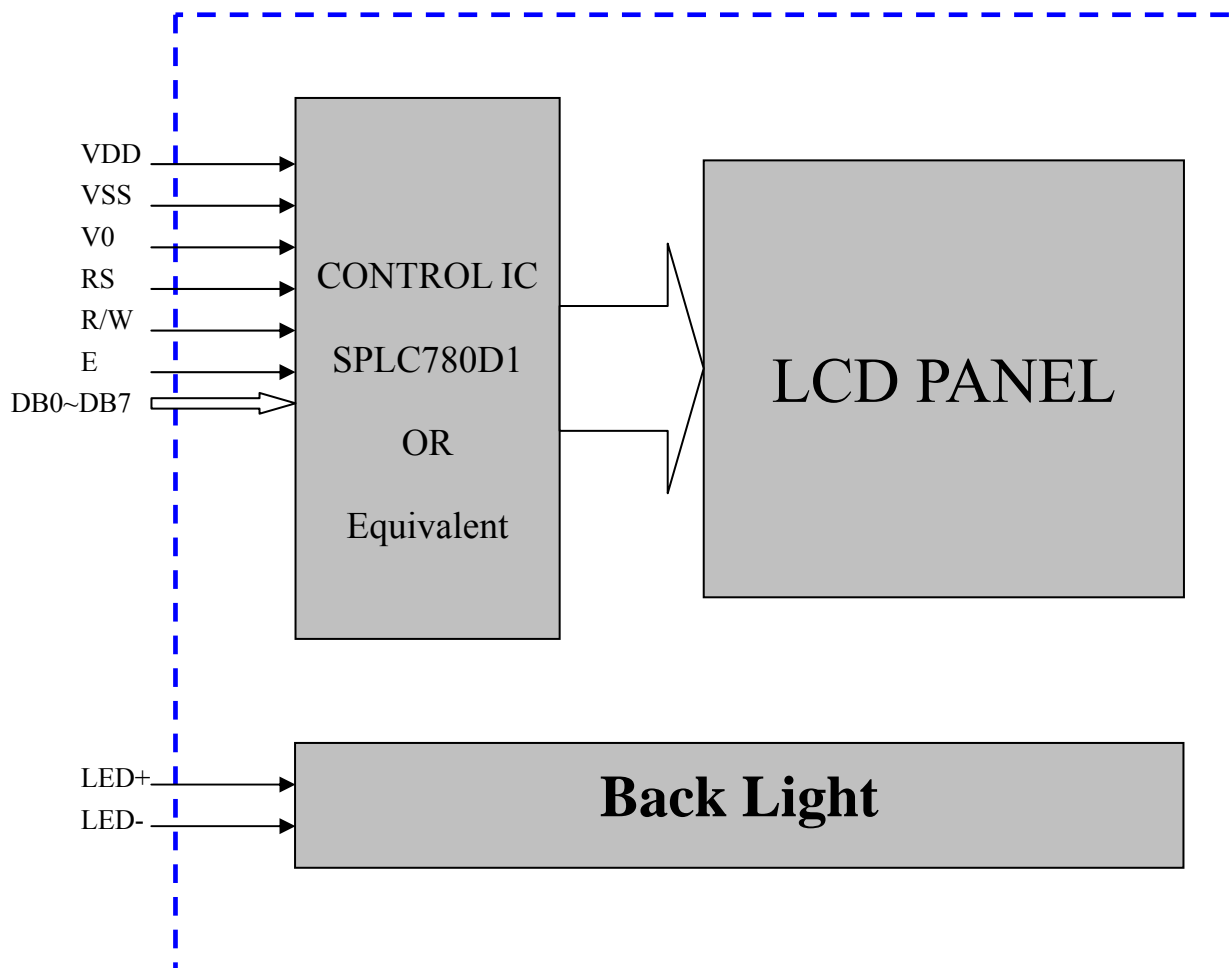 VDD
VSS
V0
RS
R/W
E
DB0~DB7
CONTROL IC
SPLC780D1
OR
Equivalent
LCD PANEL
LED+
LED-
Back Light